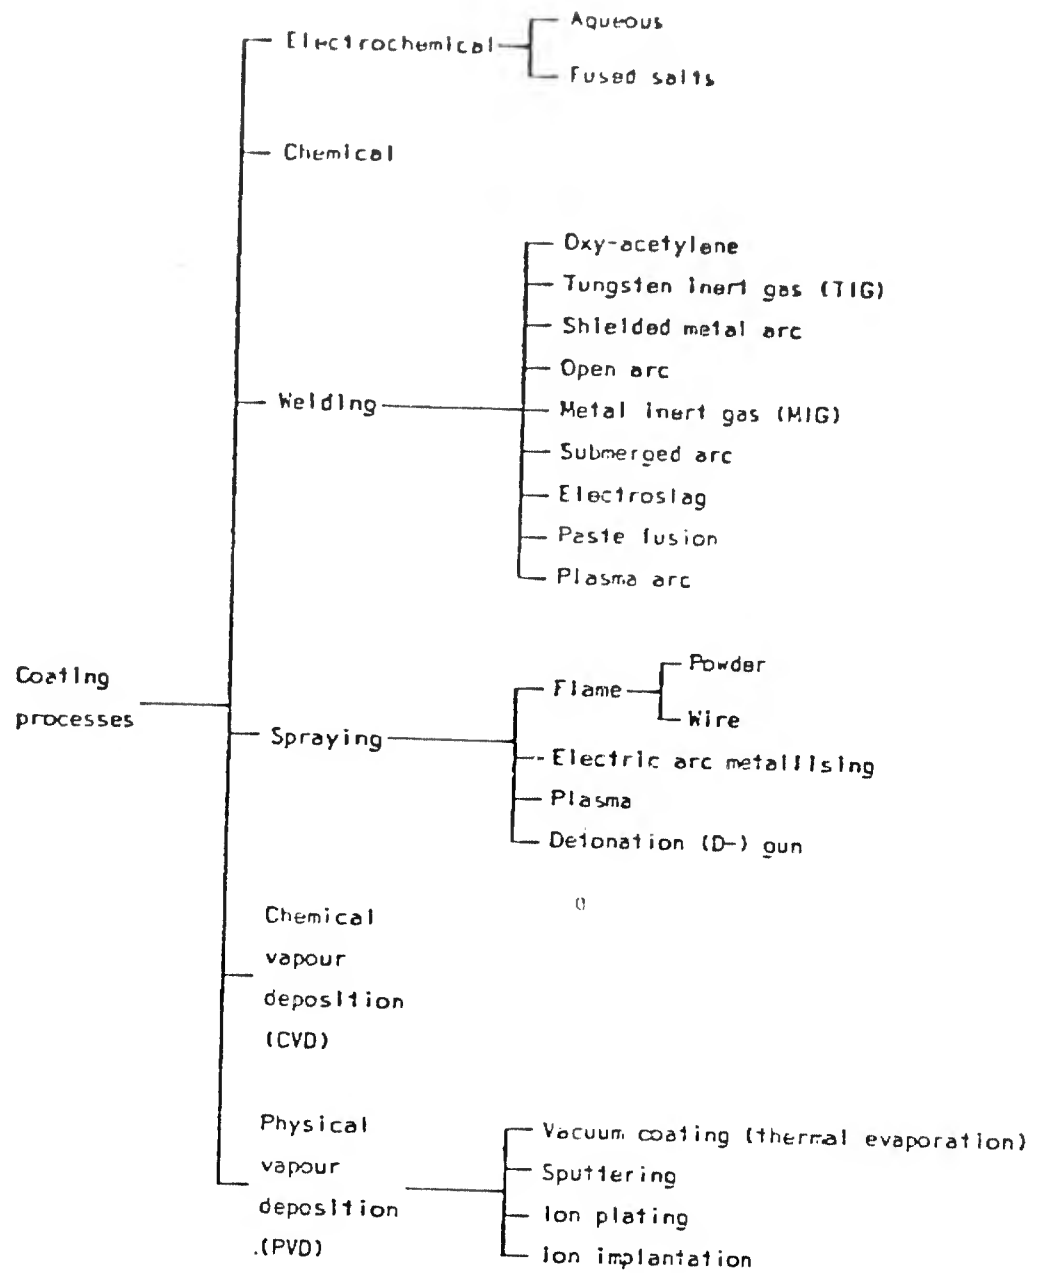 Electrochemical
Aqueous
Fused salts
Chemical
Welding
Oxy-acetylene
Tungsten inert gas (TIG)
Shielded metal arc
Open arc
Metal inert gas (MIG)
Submerged arc
Electroslag
Paste fusion
Plasma arc
Coating
processes
Spraying
Flame
Powder
Wire
Electric arc metallising
Plasma
Detonation (D-) gun
Chemical
vapour
deposition
(CVD)
Physical
vapour
deposition
.(PVD)
Vacuum coating (thermal evaporation)
Sputtering
Ion plating
Ion implantation